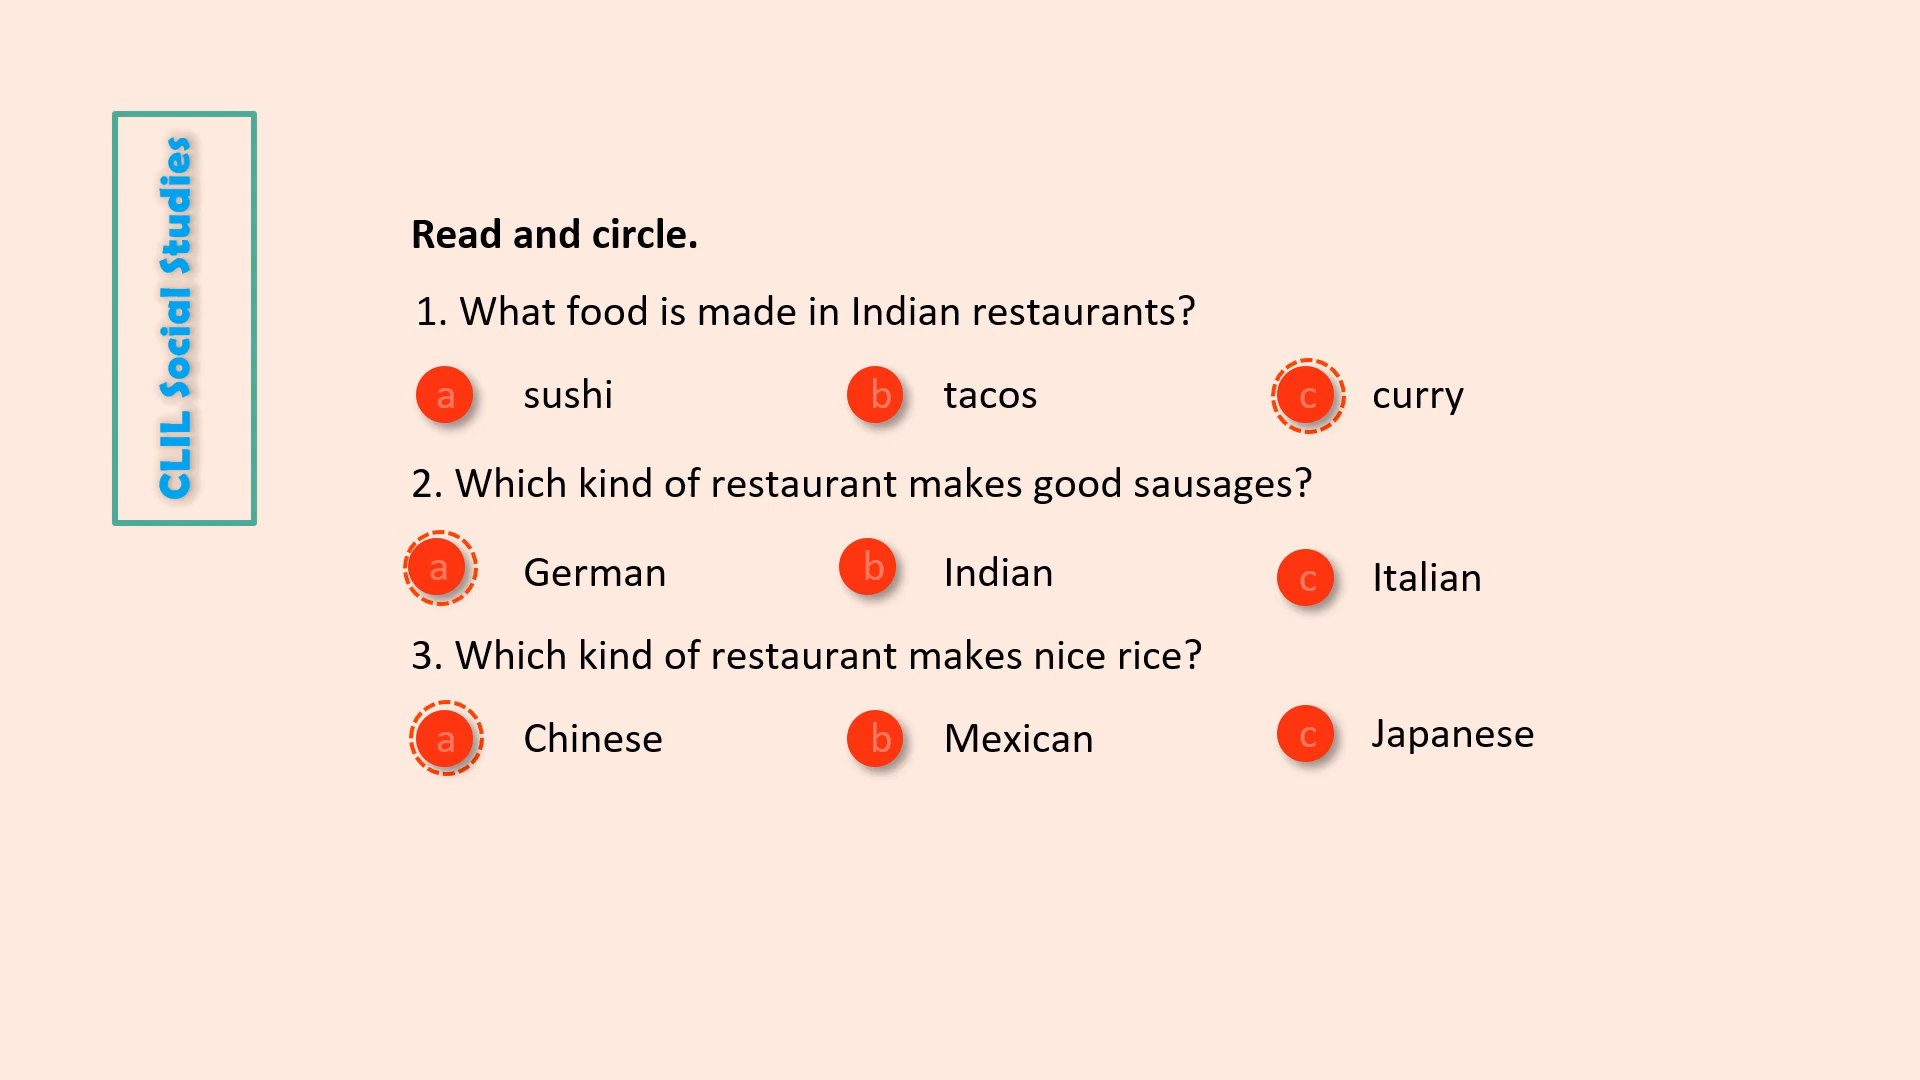 CLIL Social Studies
Read and circle.
1. What food is made in Indian restaurants?
a sushi b tacos c curry
2. Which kind of restaurant makes good sausages?
a German b Indian c Italian
3. Which kind of restaurant makes nice rice?
a Chinese b Mexican c Japanese